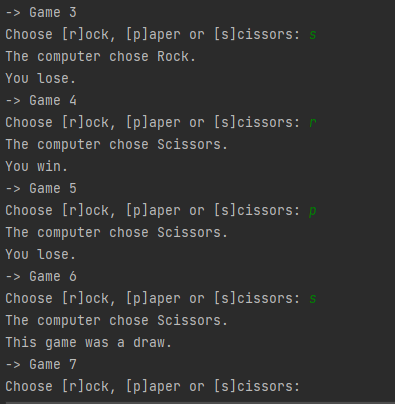 -> Game 3
Choose [r]ock, [p]aper or [s]cissors: s
The computer chose Rock.
You lose.
-> Game 4
Choose [r]ock, [p]aper or [s]cissors: r
The computer chose Scissors.
You win.
-> Game 5
Choose [r]ock, [p]aper or [s]cissors: p
The computer chose Scissors.
You lose.
-> Game 6
Choose [r]ock, [p]aper or [s]cissors: s
The computer chose Scissors.
This game was a draw.
-> Game 7
Choose [r]ock, [p]aper or [s]cissors: